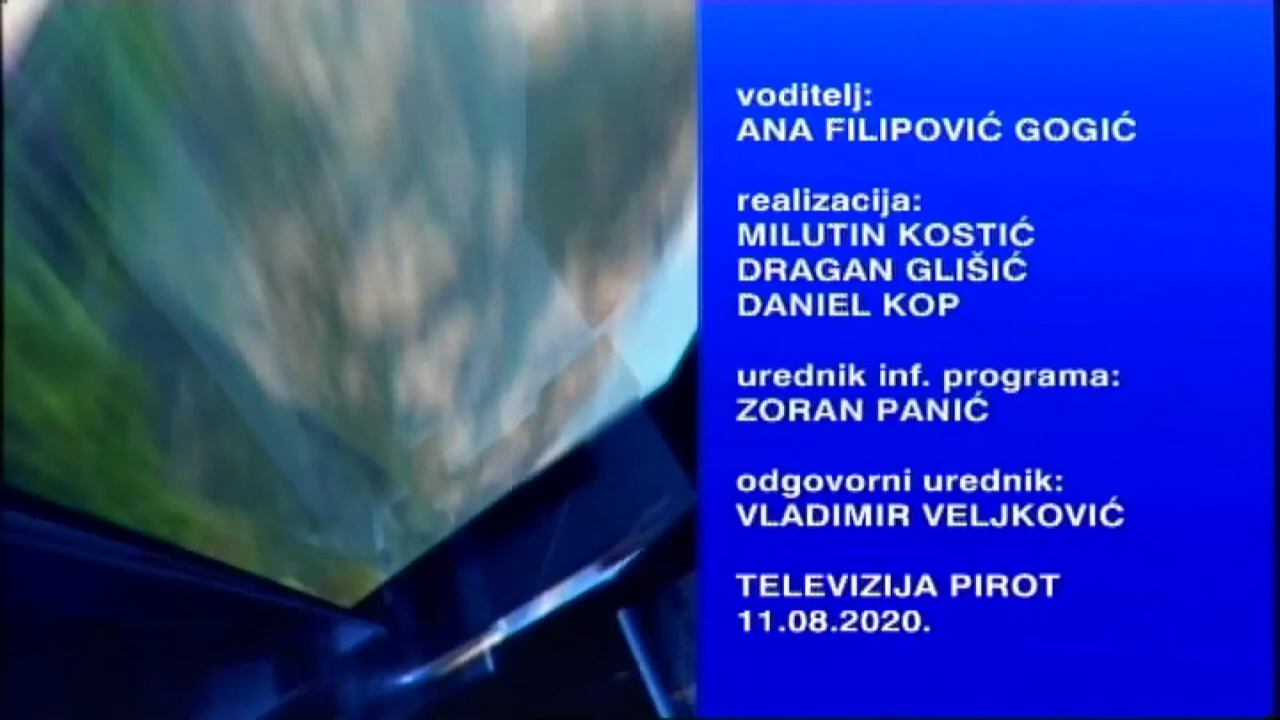 voditelj:
ANA FILIPOVIĆ GOGIĆ
realizacija:
MILUTIN KOSTIĆ
DRAGAN GLIŠIĆ
DANIEL KOP
urednik inf. programa:
ZORAN PANIĆ
odgovorni urednik:
VLADIMIR VELJKOVIĆ
TELEVIZIJA PIROT
11.08.2020.